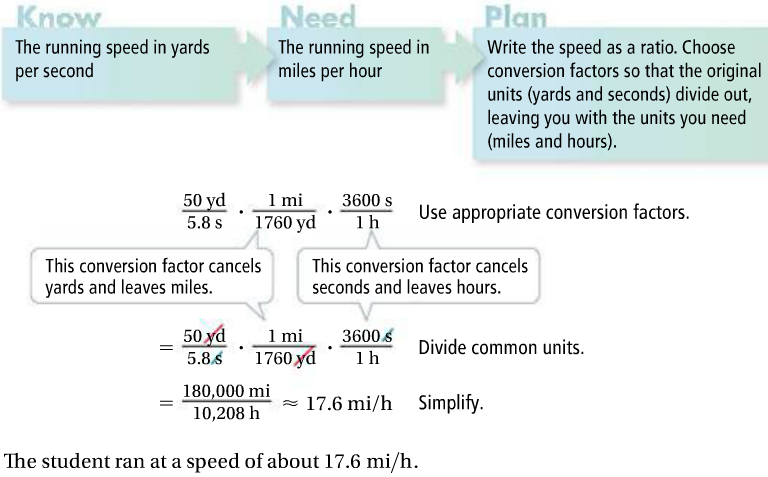 Know
Need
Plan
The running speed in yards
per second
The running speed in
miles per hour
Write the speed as a ratio. Choose
conversion factors so that the original
units (yards and seconds) divide out,
leaving you with the units you need
(miles and hours).
50 yd / 5.8 s · 1 mi / 1760 yd · 3600 s / 1 h Use appropriate conversion factors.
This conversion factor cancels
yards and leaves miles.
This conversion factor cancels
seconds and leaves hours.
= 50 yd / 5.8 s · 1 mi / 1760 yd · 3600 s / 1 h Divide common units.
= 180,000 mi / 10,208 h ≈ 17.6 mi/h Simplify.
The student ran at a speed of about 17.6 mi/h.